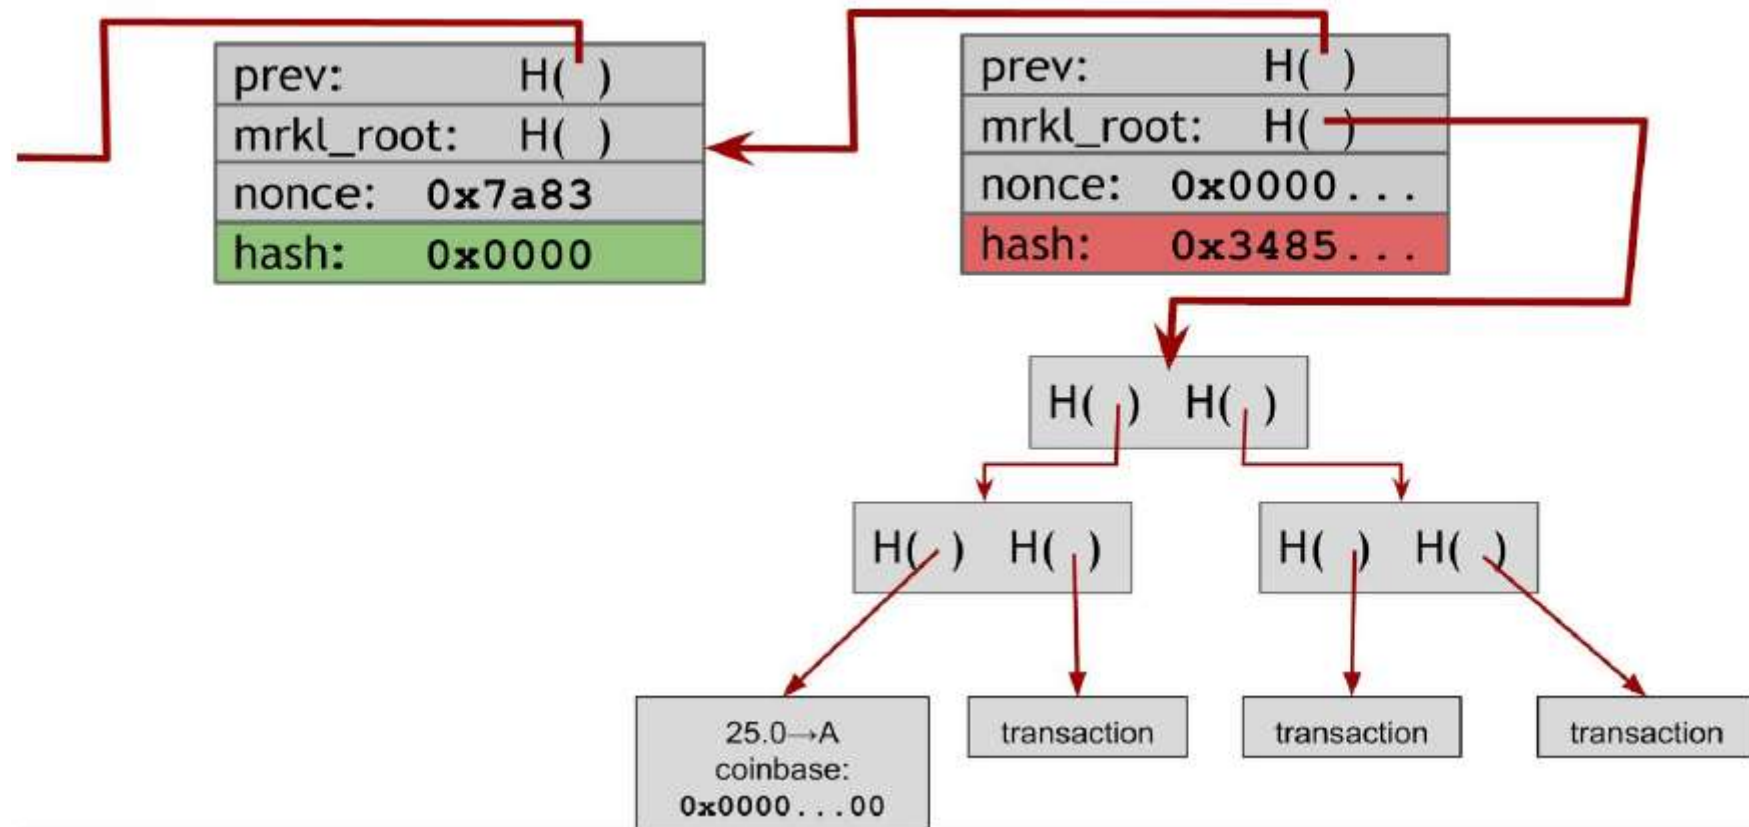 prev: H( )
mrkl_root: H( )
nonce: 0x7a83
hash: 0x0000
prev: H( )
mrkl_root: H( )
nonce: 0x0000...
hash: 0x3485...
H( ) H( )
H( ) H( )
H( ) H( )
25.0→A
coinbase:
0x0000...00
transaction
transaction
transaction